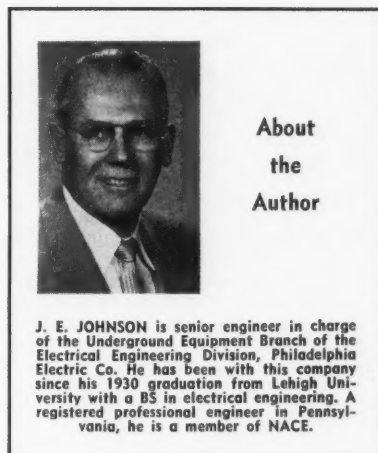 About
the
Author
J. E. JOHNSON is senior engineer in charge
of the Underground Equipment Branch of the
Electrical Engineering Division, Philadelphia
Electric Co. He has been with this company
since his 1930 graduation from Lehigh Uni-
versity with a BS in electrical engineering. A
registered professional engineer in Pennsyl-
vania, he is a member of NACE.